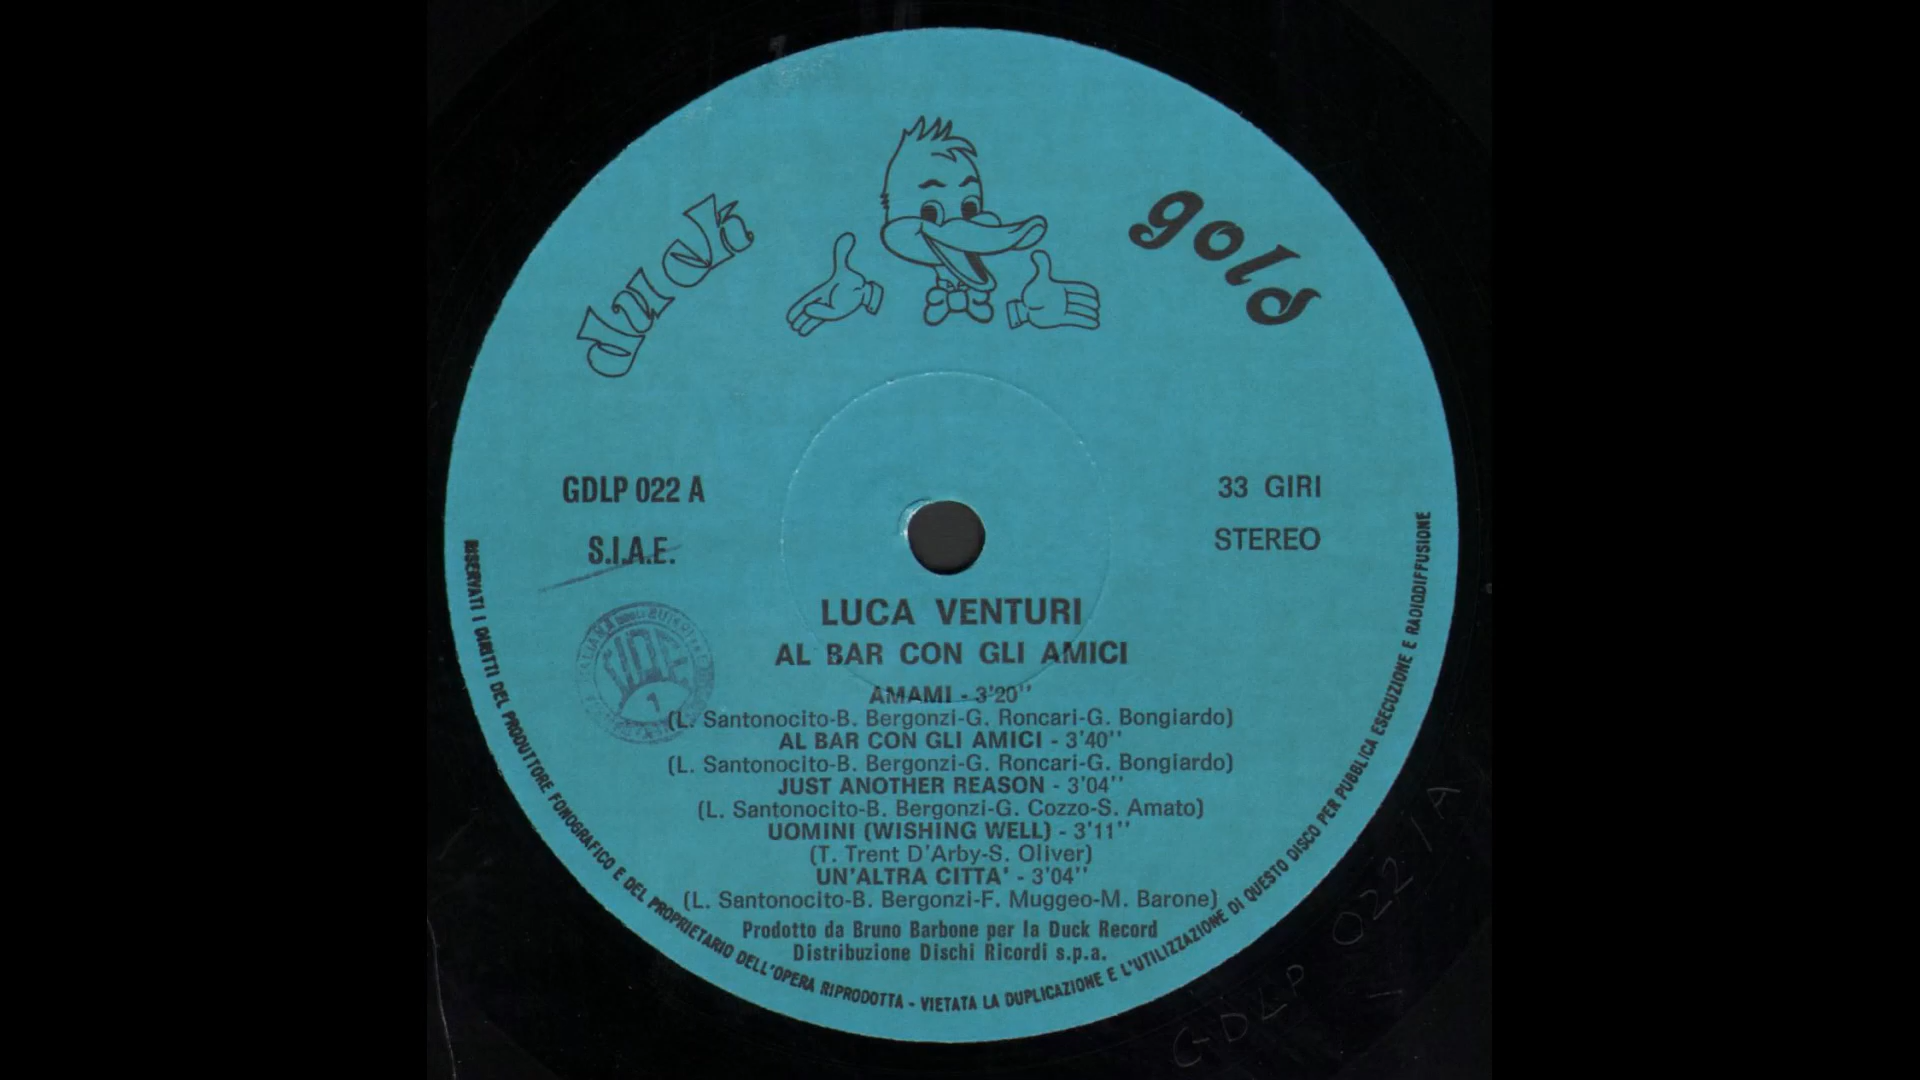 duck gold
GDLP 022 A
33 GIRI
S.I.A.E.
STEREO
LUCA VENTURI
AL BAR CON GLI AMICI
AMAMI - 3'20''
(L. Santonocito-B. Bergonzi-G. Roncari-G. Bongiardo)
AL BAR CON GLI AMICI - 3'40''
(L. Santonocito-B. Bergonzi-G. Roncari-G. Bongiardo)
JUST ANOTHER REASON - 3'04''
(L. Santonocito-B. Bergonzi-G. Cozzo-S. Amato)
UOMINI (WISHING WELL) - 3'11''
(T. Trent D'Arby-S. Oliver)
UN'ALTRA CITTA' - 3'04''
(L. Santonocito-B. Bergonzi-F. Muggeo-M. Barone)
Prodotto da Bruno Barbone per la Duck Record
Distribuzione Dischi Ricordi s.p.a.
RISERVATI I DIRITTI DEL PRODUTTORE FONOGRAFICO E DEL PROPRIETARIO DELL'OPERA RIPRODOTTA - VIETATA LA DUPLICAZIONE E L'UTILIZZAZIONE DI QUESTO DISCO PER PUBBLICA ESECUZIONE E RADIODIFFUSIONE
GDLP 022/A